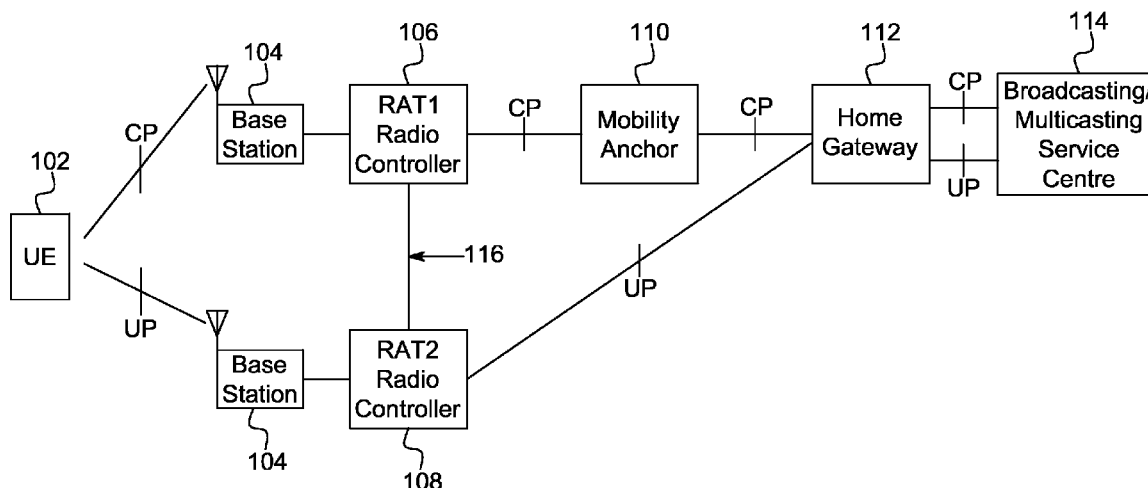 106
110
112
114
104
CP
Base
Station
RAT1
Radio
Controller
CP
Mobility
Anchor
CP
Home
Gateway
CP
UP
Broadcasting/
Multicasting
Service
Centre
102
UE
116
UP
UP
Base
Station
104
RAT2
Radio
Controller
108